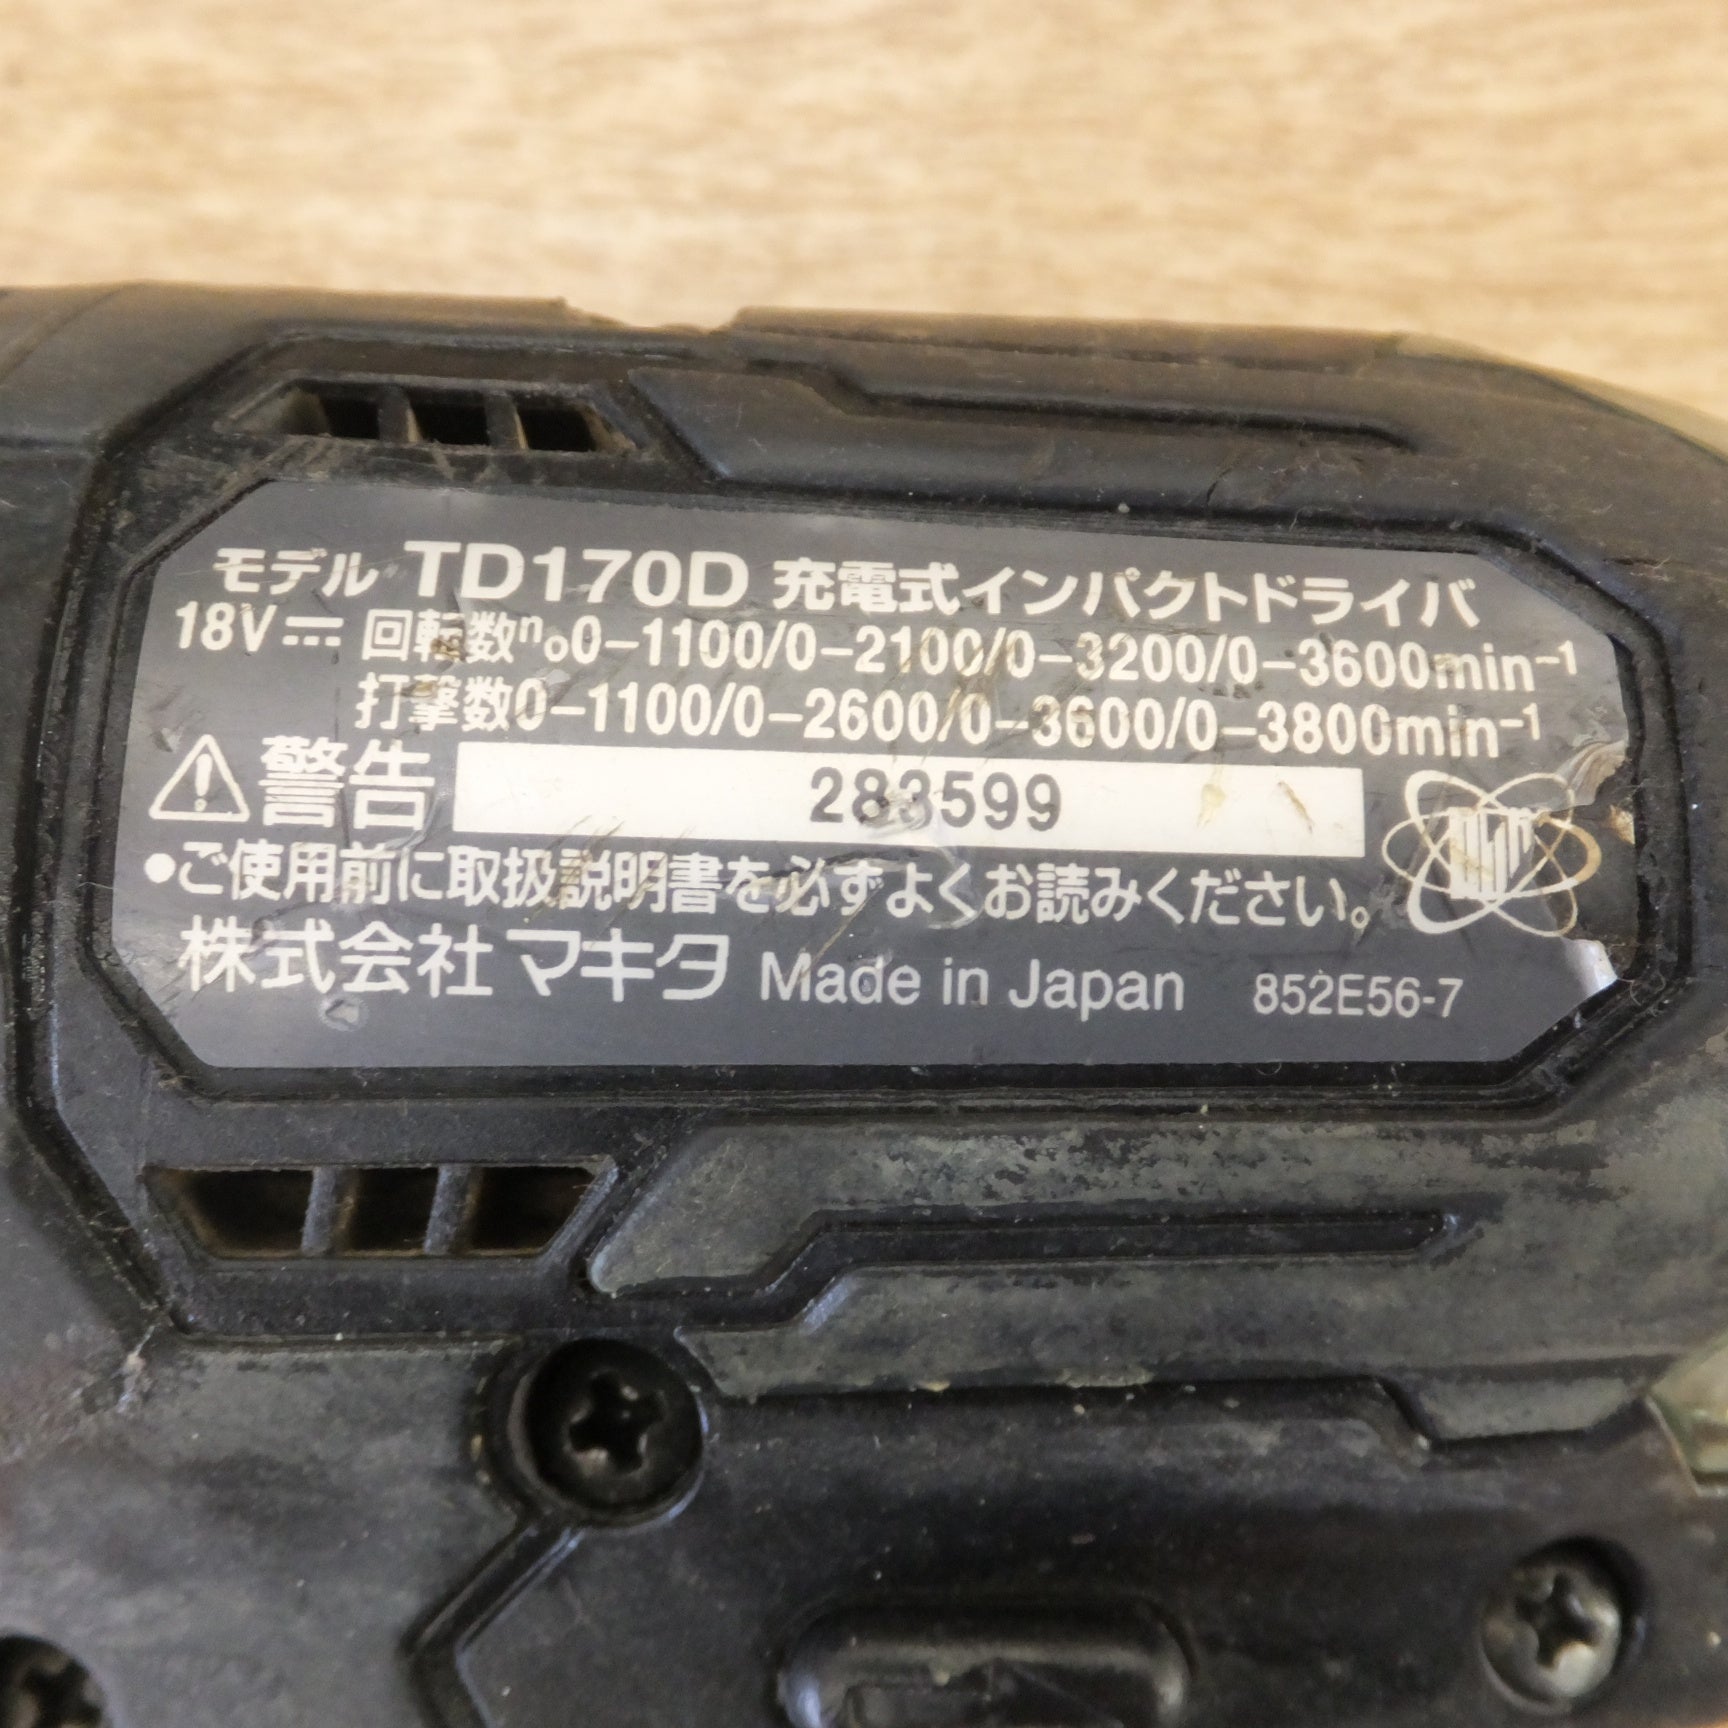 モデル TD170D 充電式インパクトドライバ
18V⎓ 回転数n₀0-1100/0-2100/0-3200/0-3600min⁻¹
打撃数0-1100/0-2600/0-3600/0-3800min⁻¹
⚠警告 283599
●ご使用前に取扱説明書を必ずよくお読みください。
株式会社マキタ Made in Japan 852E56-7